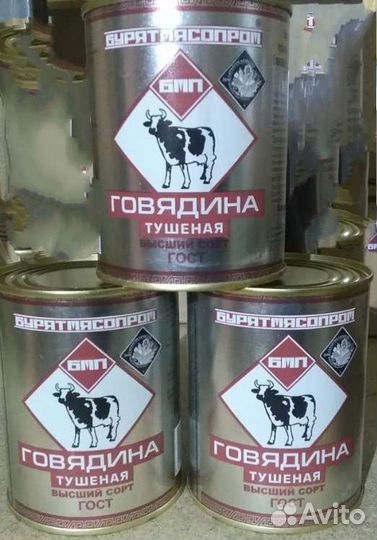 БУРЯТМЯСОПРОМ
БМП
ГОВЯДИНА
ТУШЕНАЯ
ВЫСШИЙ СОРТ
ГОСТ
БУРЯТМЯСОПРОМ
БМП
ГОВЯДИНА
ТУШЕНАЯ
ВЫСШИЙ СОРТ
ГОСТ
БУРЯТМЯСОПРОМ
БМП
ГОВЯДИНА
ТУШЕНАЯ
ВЫСШИЙ СОРТ
ГОСТ
Avito